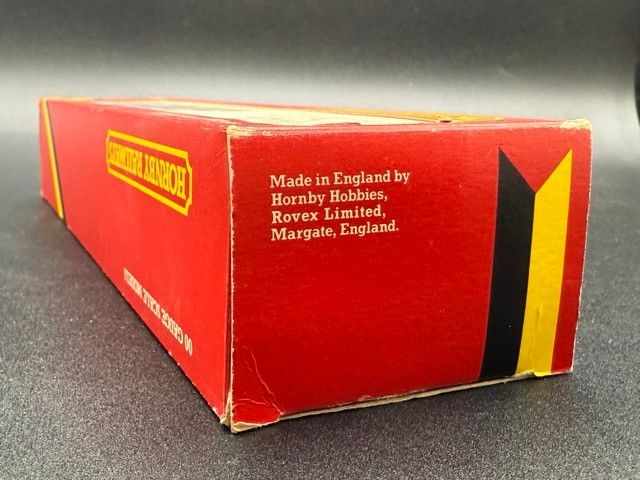 HORNBY RAILWAYS
00 GAUGE SCALE MODELS
Made in England by
Hornby Hobbies,
Rovex Limited,
Margate, England.